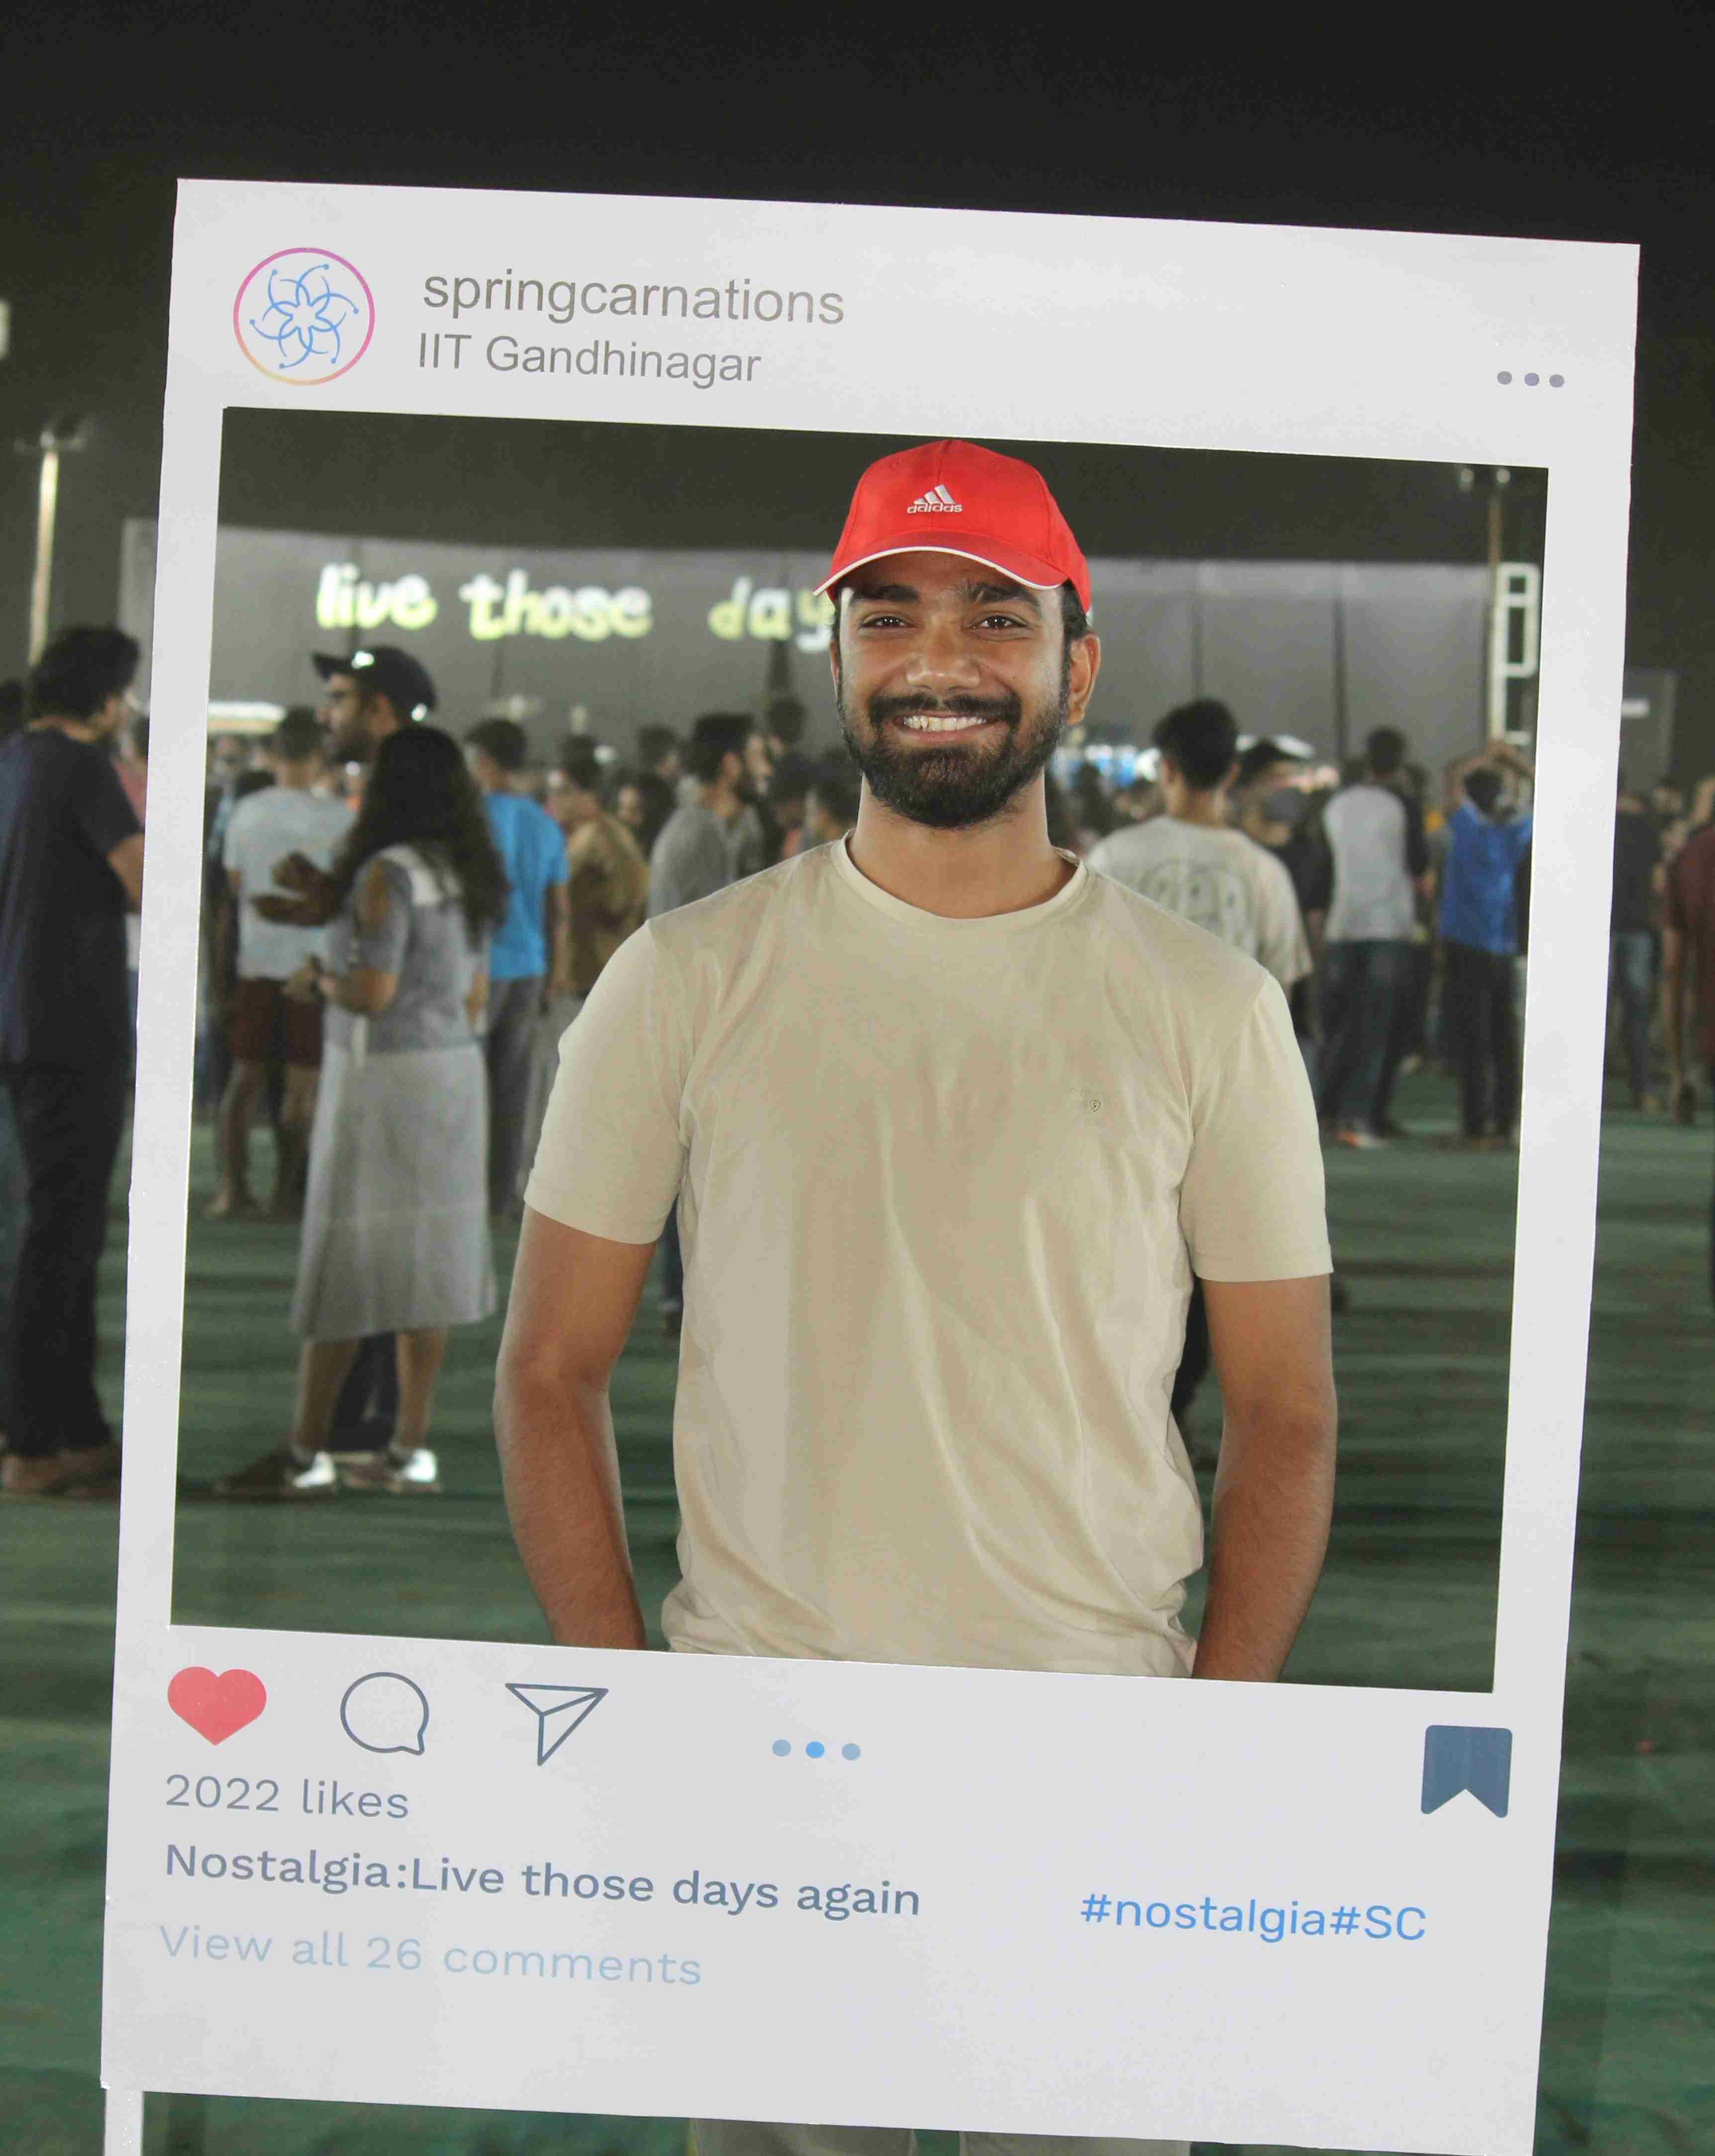 springcarnations
IIT Gandhinagar
adidas
live those day
2022 likes
Nostalgia:Live those days again
#nostalgia#SC
View all 26 comments